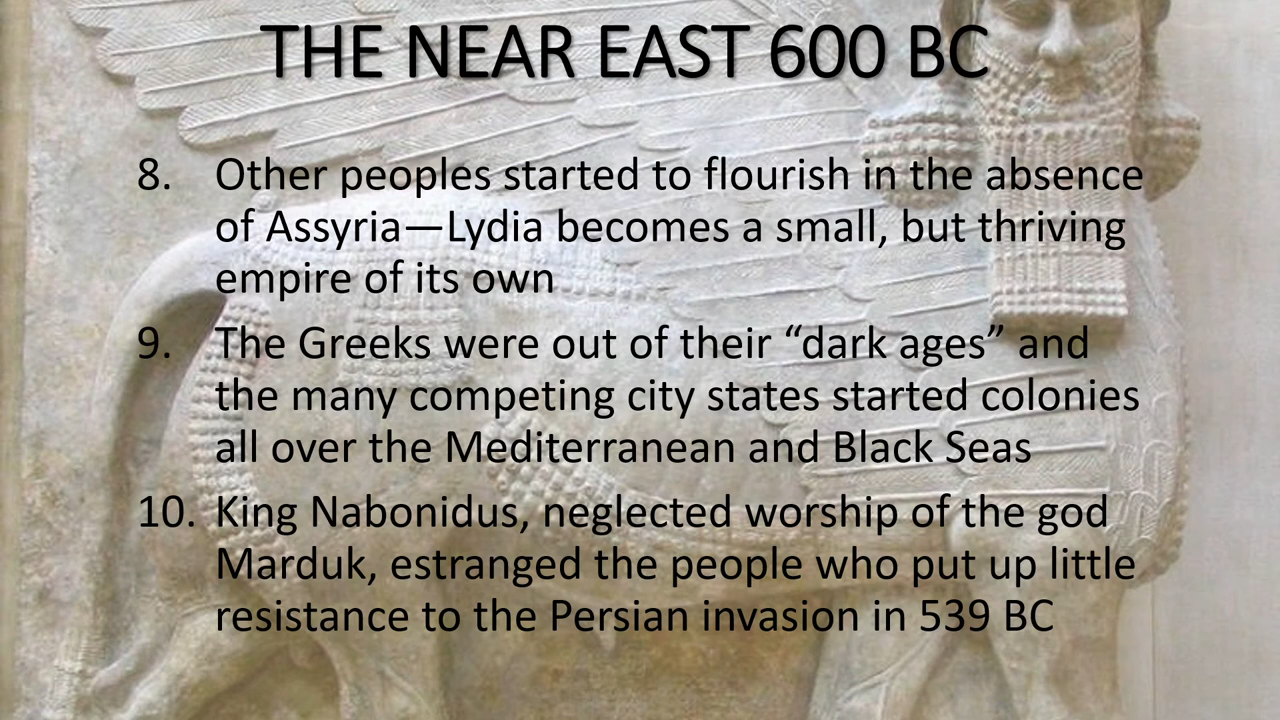 THE NEAR EAST 600 BC
8. Other peoples started to flourish in the absence
of Assyria—Lydia becomes a small, but thriving
empire of its own
9. The Greeks were out of their “dark ages” and
the many competing city states started colonies
all over the Mediterranean and Black Seas
10. King Nabonidus, neglected worship of the god
Marduk, estranged the people who put up little
resistance to the Persian invasion in 539 BC